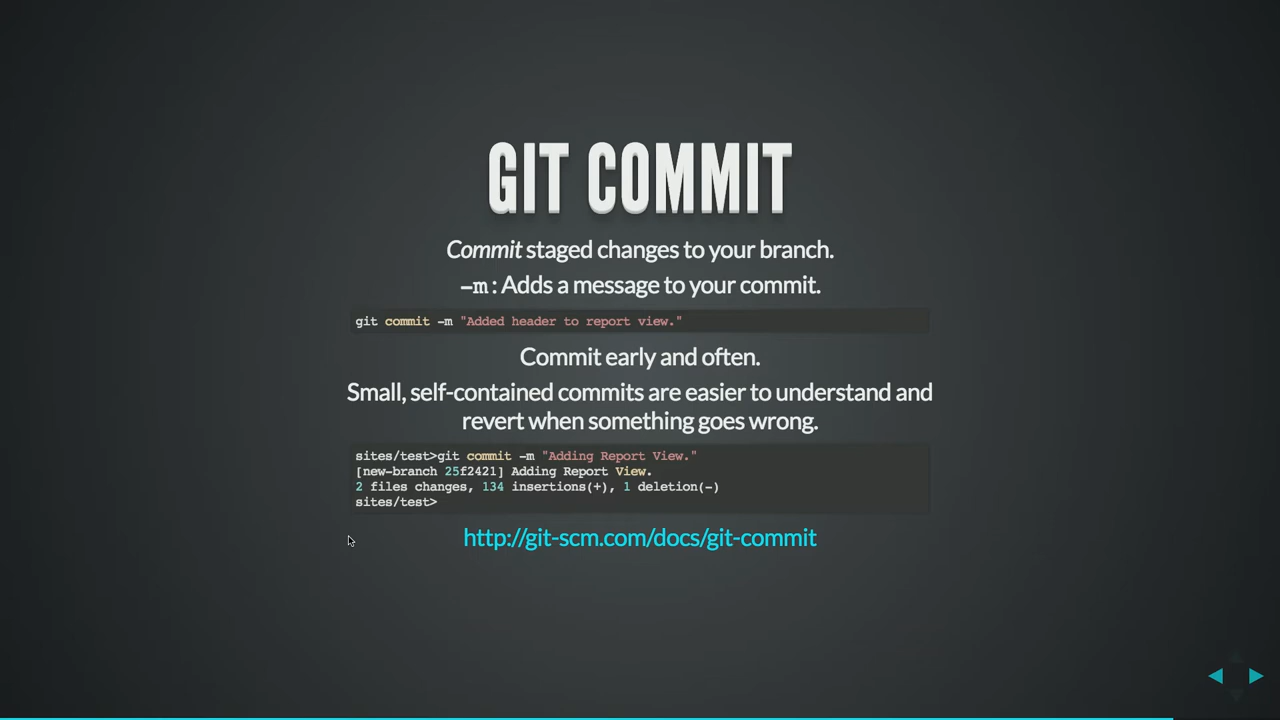 GIT COMMIT
Commit staged changes to your branch.
-m: Adds a message to your commit.
git commit -m "Added header to report view."
Commit early and often.
Small, self-contained commits are easier to understand and
revert when something goes wrong.
sites/test>git commit -m "Adding Report View."
[new-branch 25f2421] Adding Report View.
2 files changes, 134 insertions(+), 1 deletion(-)
sites/test>
http://git-scm.com/docs/git-commit